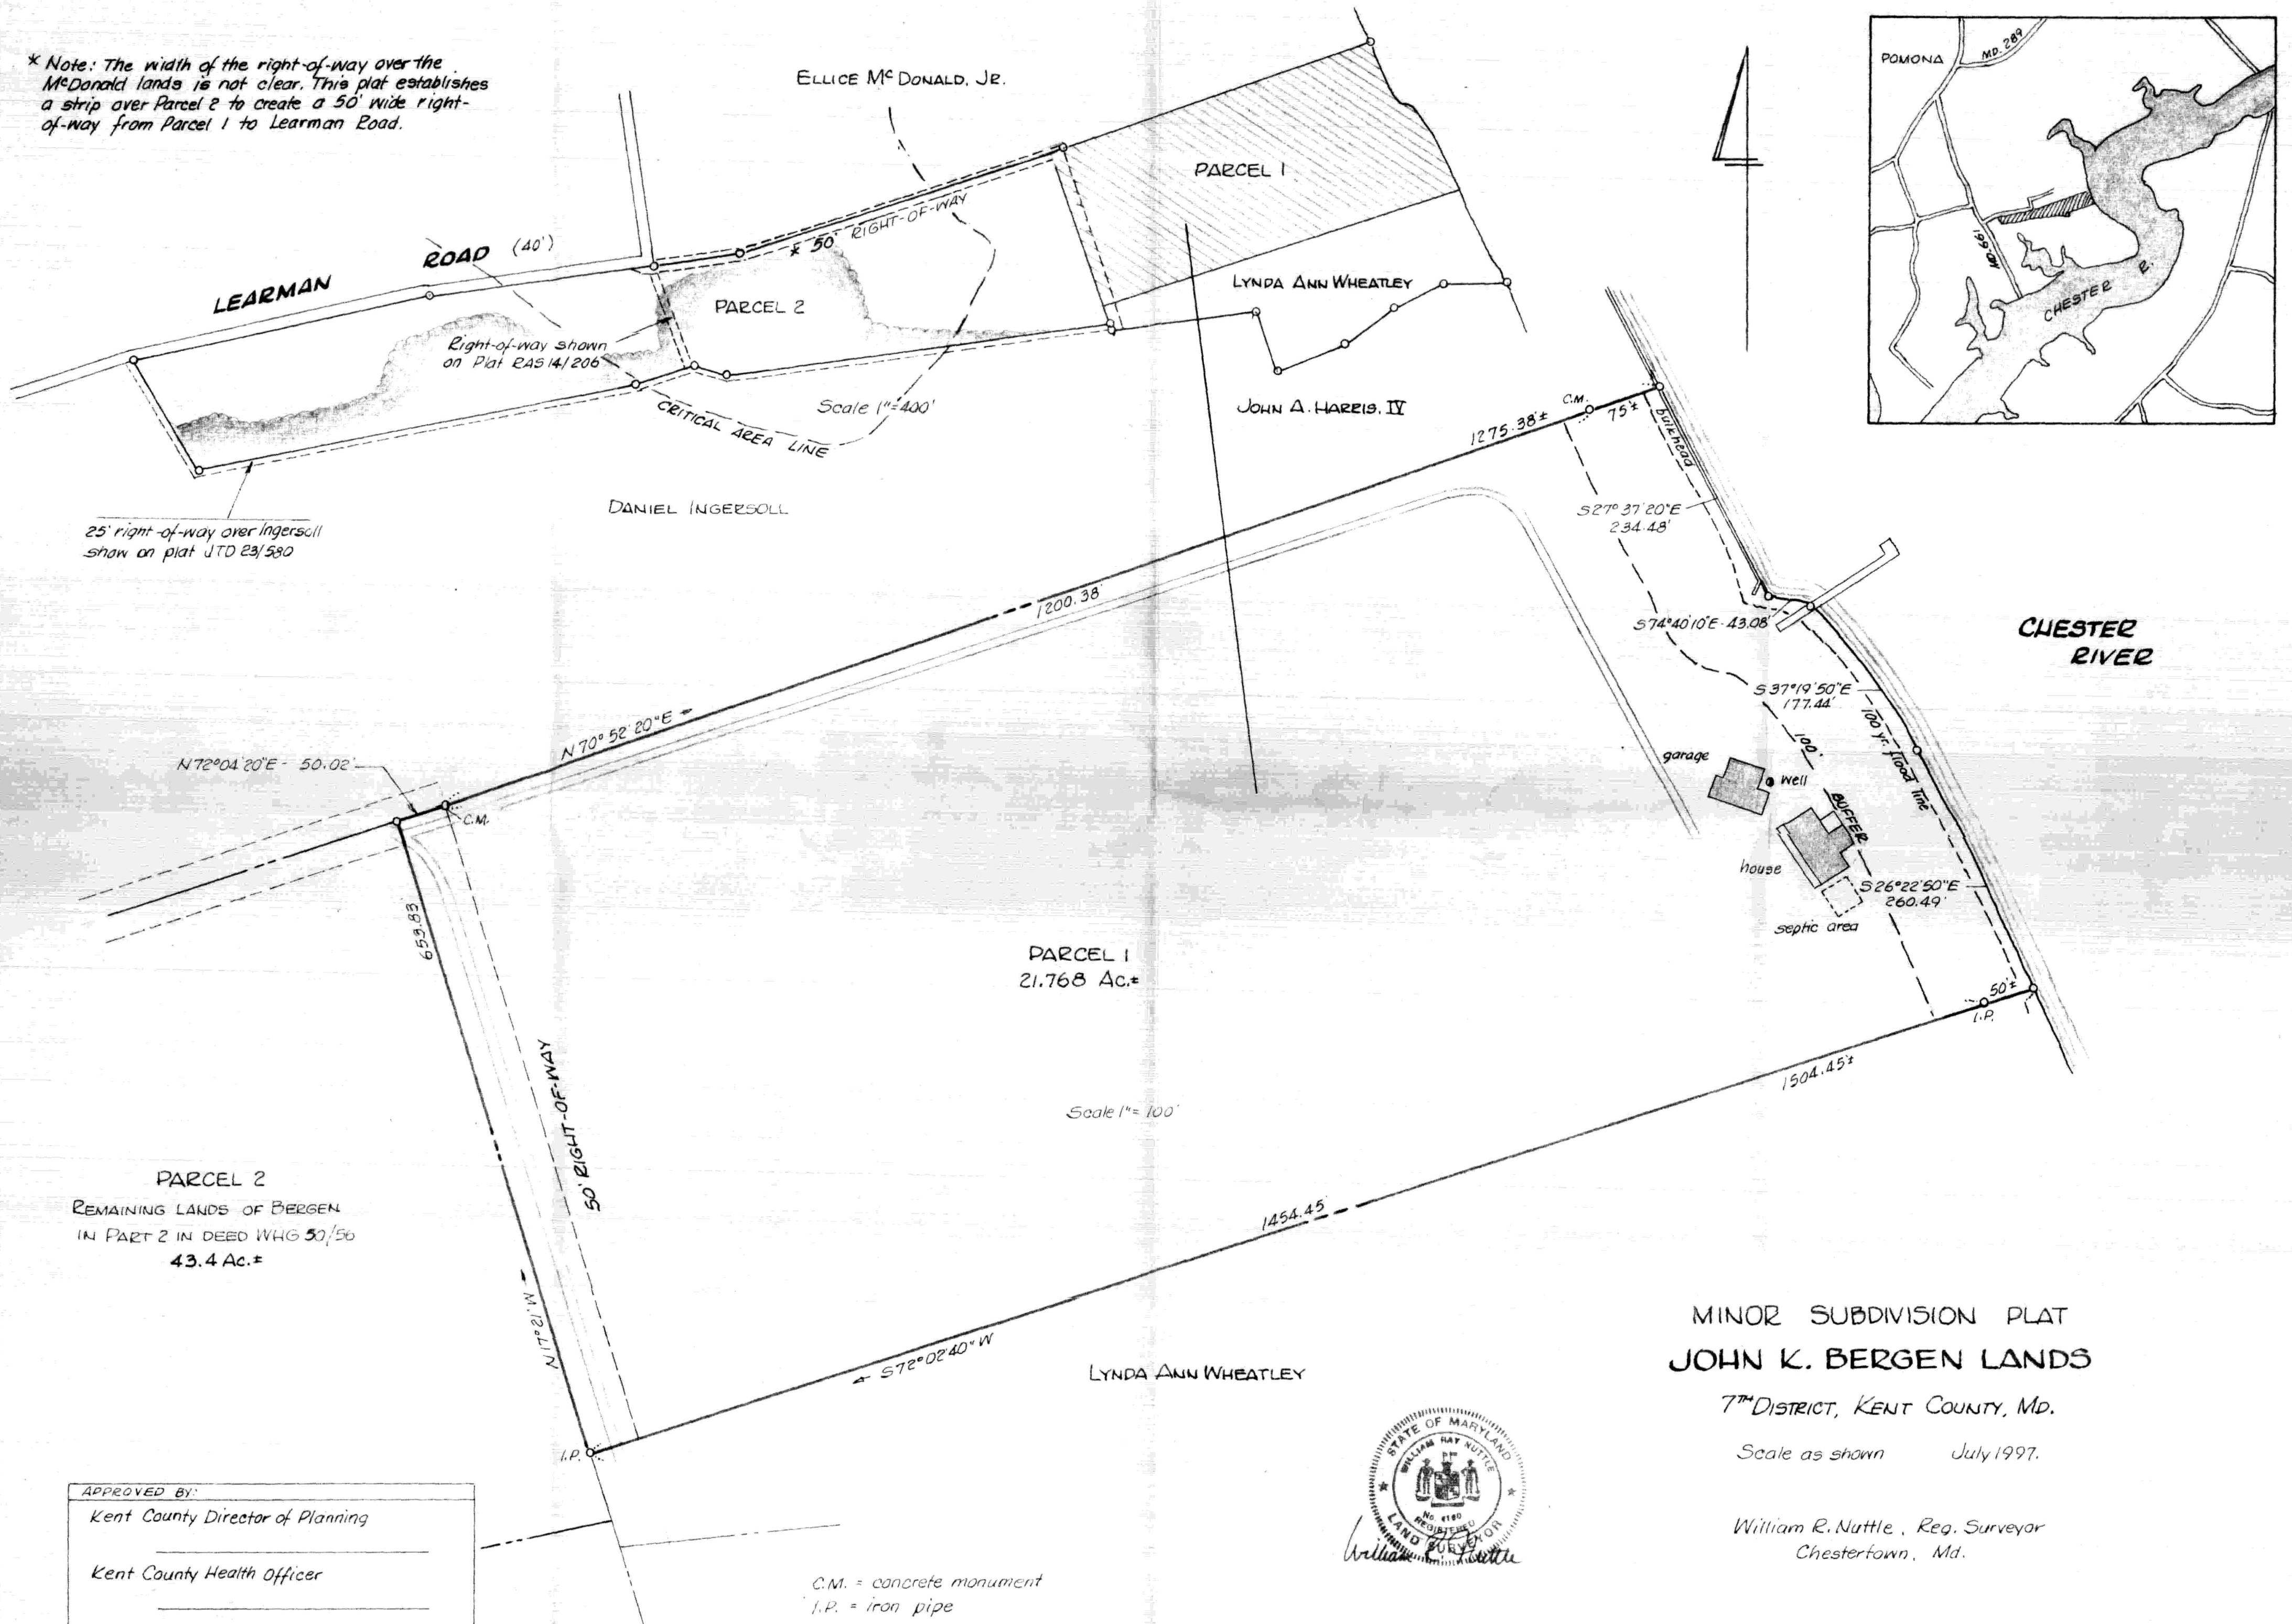 * Note: The width of the right-of-way over the
McDonald lands is not clear. This plat establishes
a strip over Parcel 2 to create a 50' wide right-
of-way from Parcel 1 to Learman Road.
ELLICE McDONALD, JR.
PARCEL 1
* 50' RIGHT-OF-WAY
LEARMAN ROAD (40')
PARCEL 2
LYNDA ANN WHEATLEY
Right-of-way shown
on Plat RAS 14/206
CRITICAL AREA LINE
Scale 1"=400'
JOHN A. HARRIS, IV
DANIEL INGERSOLL
25' right-of-way over Ingersoll
show on plat JTD 23/580
POMONA
MD. 289
MD 661
CHESTER R.
C.M.
1275.38'±
75'±
bulkhead
S27°37'20"E
234.48'
S74°40'10"E-43.08'
CHESTER
RIVER
S37°19'50"E
177.44'
100 yr. flood line
100'
BUFFER
garage
well
house
S26°22'50"E
260.49'
septic area
50'±
I.P.
1504.45'±
1200.38'
N70°52'20"E
N72°04'20"E - 50.02'
C.M.
653.83'
PARCEL 1
21.768 Ac.±
50' RIGHT-OF-WAY
Scale 1"= 100'
1454.45'
PARCEL 2
REMAINING LANDS OF BERGEN
IN PART 2 IN DEED WHG 50/56
43.4 Ac.±
N17°21'W
S72°02'40"W
LYNDA ANN WHEATLEY
I.P.
MINOR SUBDIVISION PLAT
JOHN K. BERGEN LANDS
7TH DISTRICT, KENT COUNTY, MD.
Scale as shown July 1997.
William R. Nuttle, Reg. Surveyor
Chestertown, Md.
STATE OF MARYLAND
WILLIAM RAY NUTTLE
No. 4180
REGISTERED
LAND SURVEYOR
William R. Nuttle
APPROVED BY:
Kent County Director of Planning
Kent County Health Officer
C.M. = concrete monument
I.P. = iron pipe